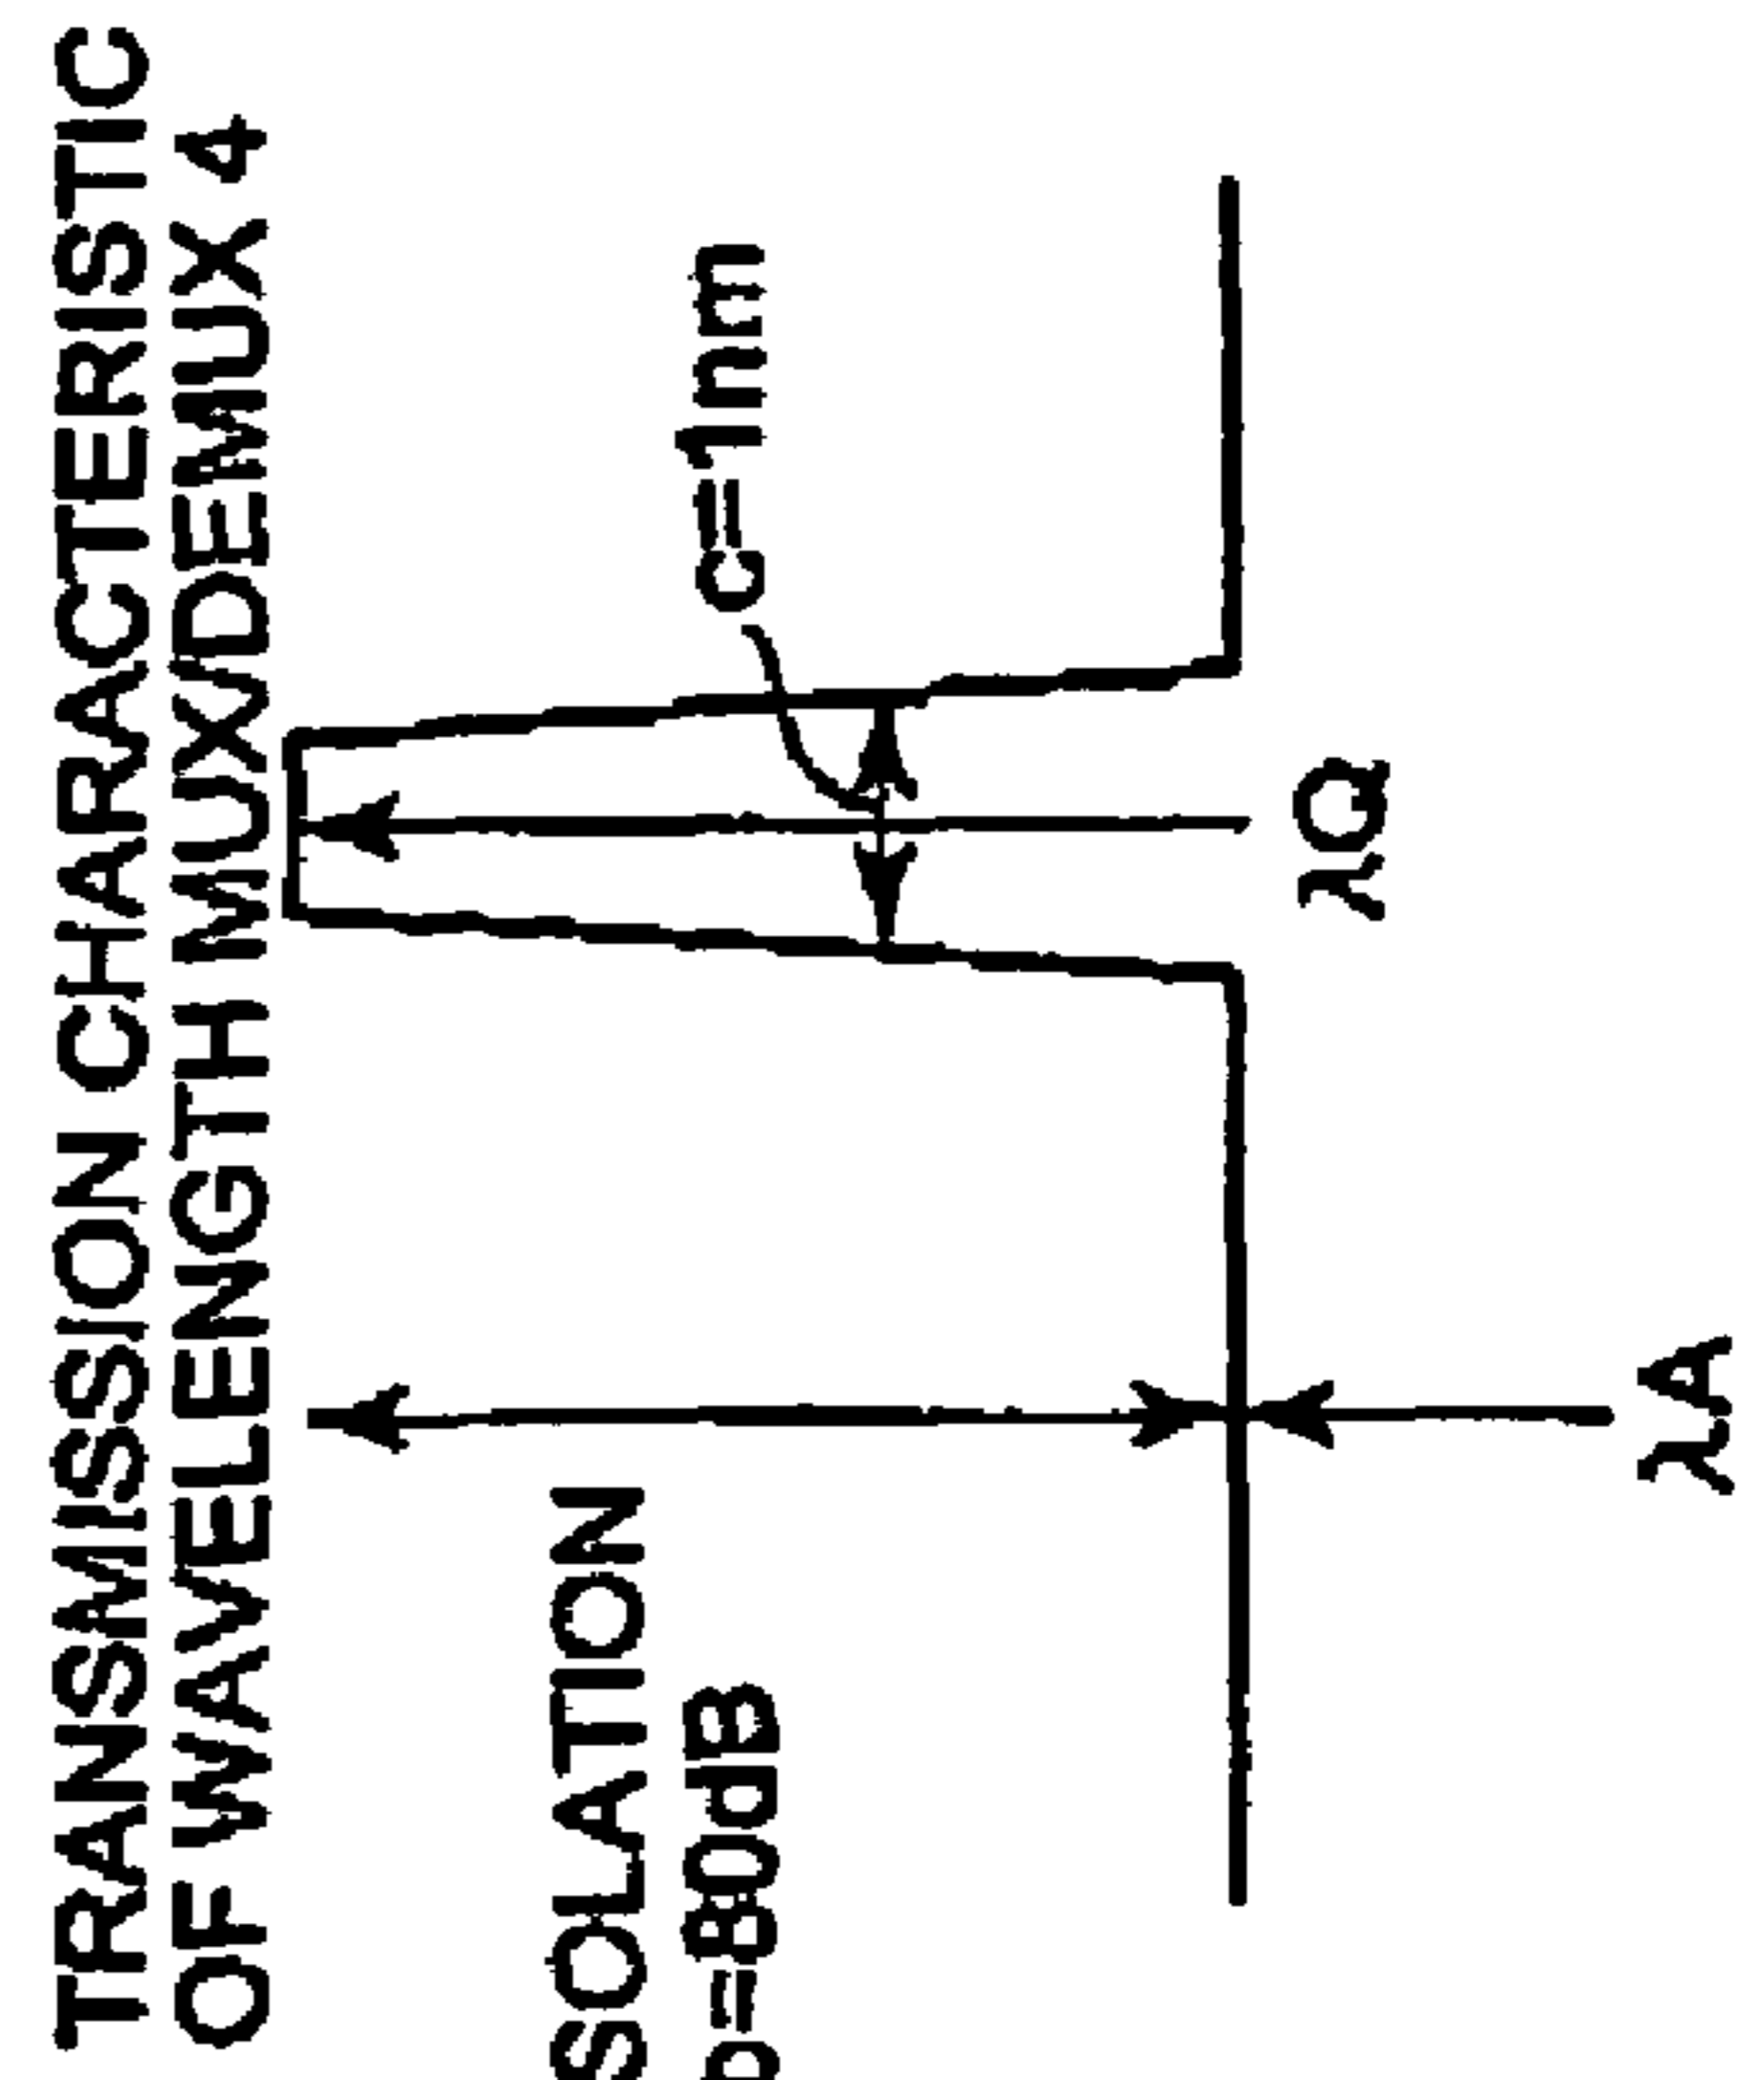 TRANSMISSION CHARACTERISTIC
OF WAVELENGTH MUX/DEMUX 4
SOLATION
b=80dB
c=1nm
λQ
λA